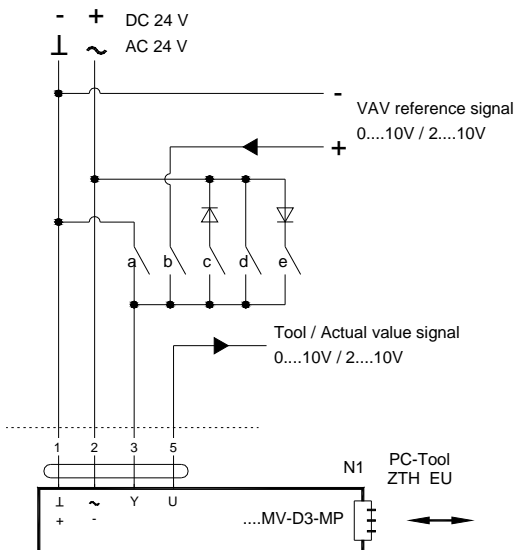 - + DC 24 V
⊥ ~ AC 24 V
-
VAV reference signal
0....10V / 2....10V
+
a b c d e
Tool / Actual value signal
0....10V / 2....10V
1 2 3 5
N1
PC-Tool
ZTH EU
⊥ ~ Y U
+ -
....MV-D3-MP